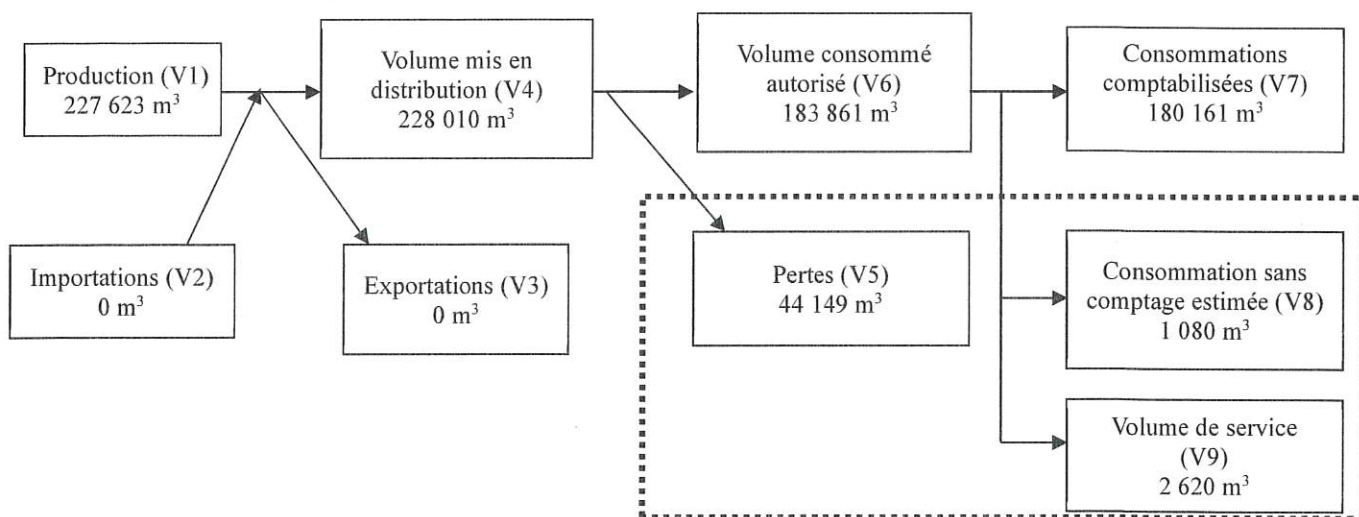 Production (V1)
227 623 m³
Volume mis en
distribution (V4)
228 010 m³
Volume consommé
autorisé (V6)
183 861 m³
Consommations
comptabilisées (V7)
180 161 m³
Importations (V2)
0 m³
Exportations (V3)
0 m³
Pertes (V5)
44 149 m³
Consommation sans
comptage estimée (V8)
1 080 m³
Volume de service
(V9)
2 620 m³